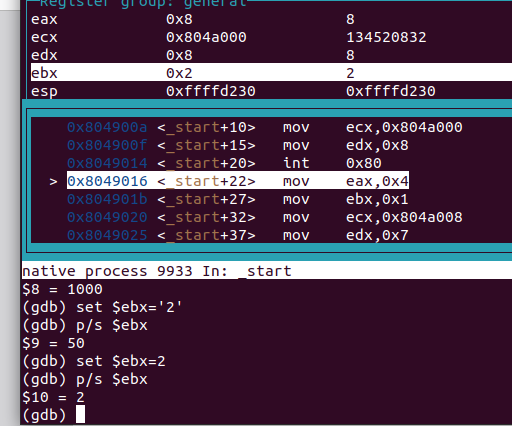 Register group: general
eax 0x8 8
ecx 0x804a000 134520832
edx 0x8 8
ebx 0x2 2
esp 0xffffd230 0xffffd230
0x804900a <_start+10> mov ecx,0x804a000
0x804900f <_start+15> mov edx,0x8
0x8049014 <_start+20> int 0x80
> 0x8049016 <_start+22> mov eax,0x4
0x804901b <_start+27> mov ebx,0x1
0x8049020 <_start+32> mov ecx,0x804a008
0x8049025 <_start+37> mov edx,0x7
native process 9933 In: _start
$8 = 1000
(gdb) set $ebx='2'
(gdb) p/s $ebx
$9 = 50
(gdb) set $ebx=2
(gdb) p/s $ebx
$10 = 2
(gdb)